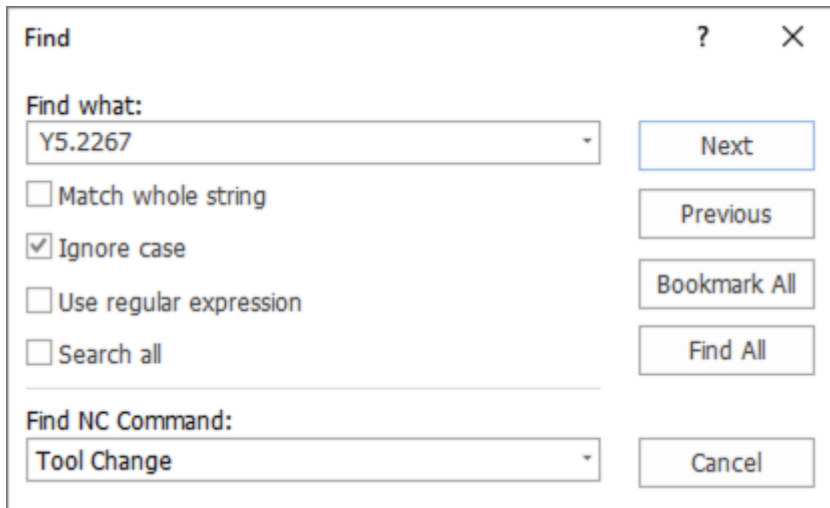 Find ?
Find what:
Y5.2267
Next
Match whole string
Previous
Ignore case
Bookmark All
Use regular expression
Search all
Find All
Find NC Command:
Tool Change
Cancel